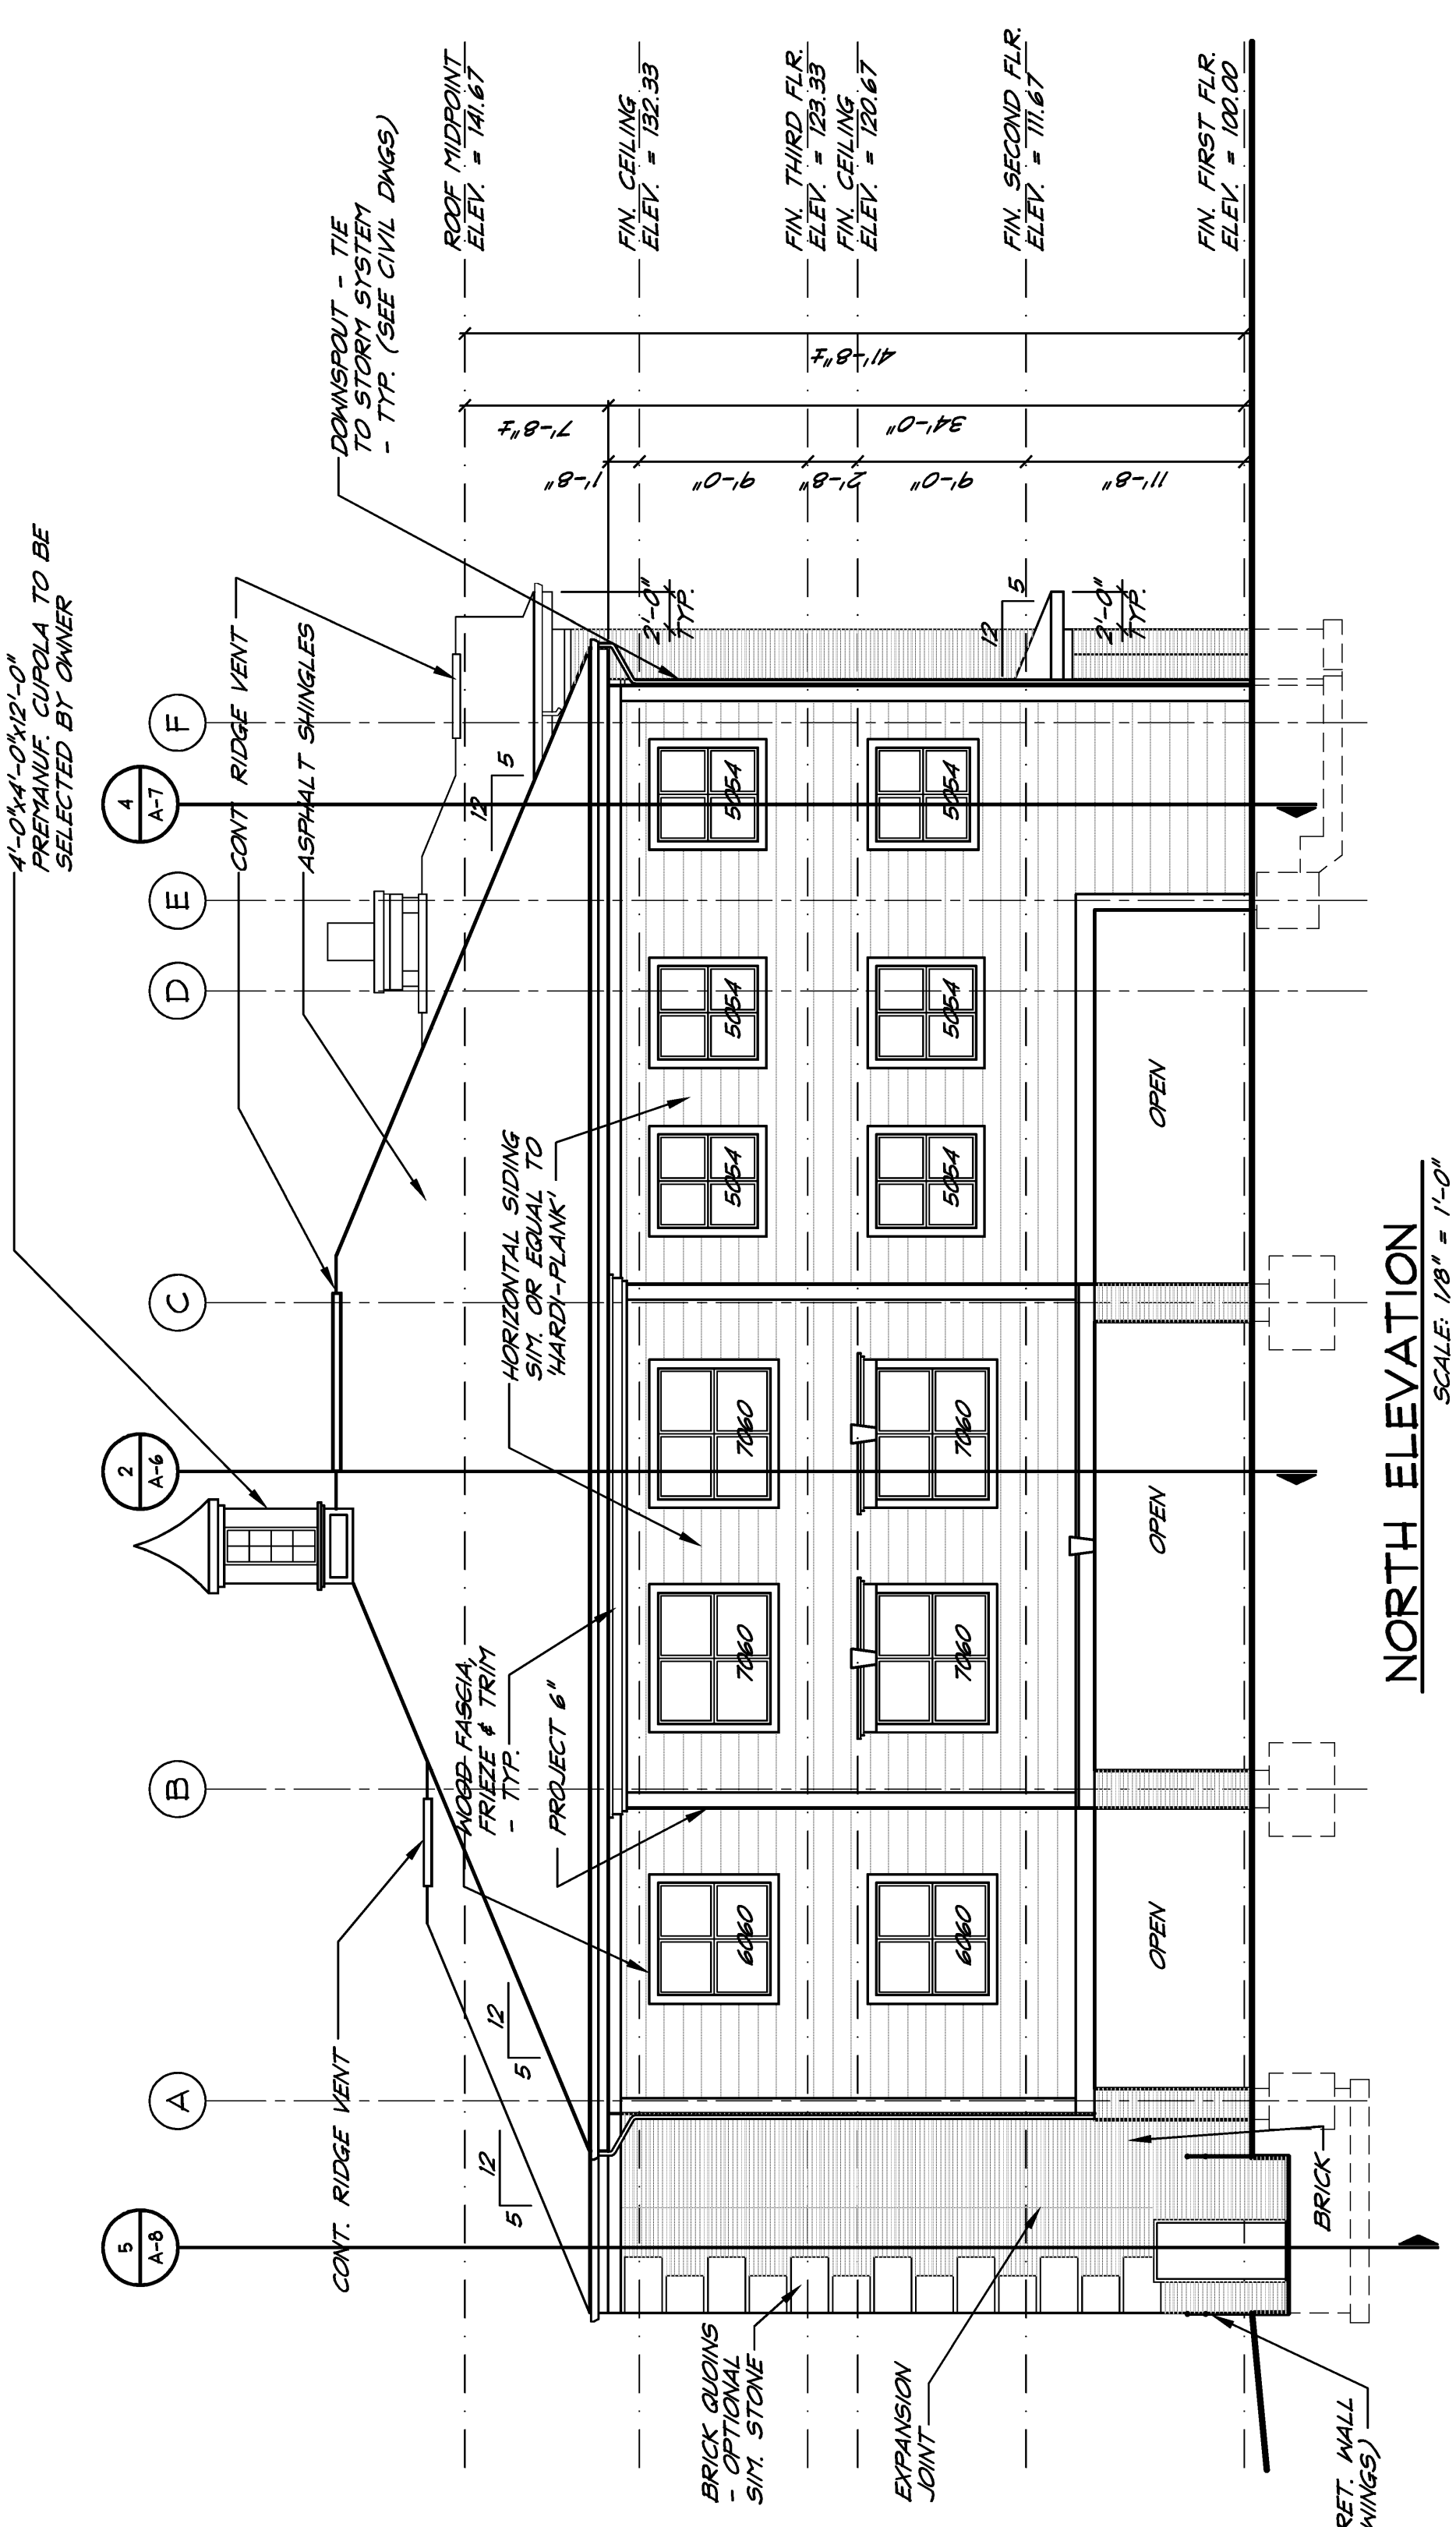 4'-0"x4'-0"x12'-0"
PREMANUF. CUPOLA TO BE
SELECTED BY OWNER
5
A-8
2
A-6
4
A-7
A
B
C
D
E
F
CONT. RIDGE VENT
CONT RIDGE VENT
ASPHALT SHINGLES
DOWNSPOUT - TIE
TO STORM SYSTEM
- TYP. (SEE CIVIL DWGS)
ROOF MIDPOINT
ELEV. = 141.67
12
5
12
5
12
5
WOOD FASCIA,
FRIEZE & TRIM
- TYP.
PROJECT 6"
HORIZONTAL SIDING
SIM. OR EQUAL TO
'HARDI-PLANK'
7'-8"±
41'-8"±
1'-8"
34'-0"
9'-0"
2'-8"
9'-0"
11'-8"
FIN. CEILING
ELEV. = 132.33
2'-0"
TYP.
BRICK QUOINS
- OPTIONAL
SIM. STONE
6060
7060
7060
5054
5054
5054
FIN. THIRD FLR.
ELEV. = 123.33
FIN. CEILING
ELEV. = 120.67
EXPANSION
JOINT
6060
7060
7060
5054
5054
5054
12
5
FIN. SECOND FLR.
ELEV. = 111.67
2'-0"
TYP.
OPEN
OPEN
OPEN
FIN. FIRST FLR.
ELEV. = 100.00
BRICK
RET. WALL
WINGS)
NORTH ELEVATION
SCALE: 1/8" = 1'-0"